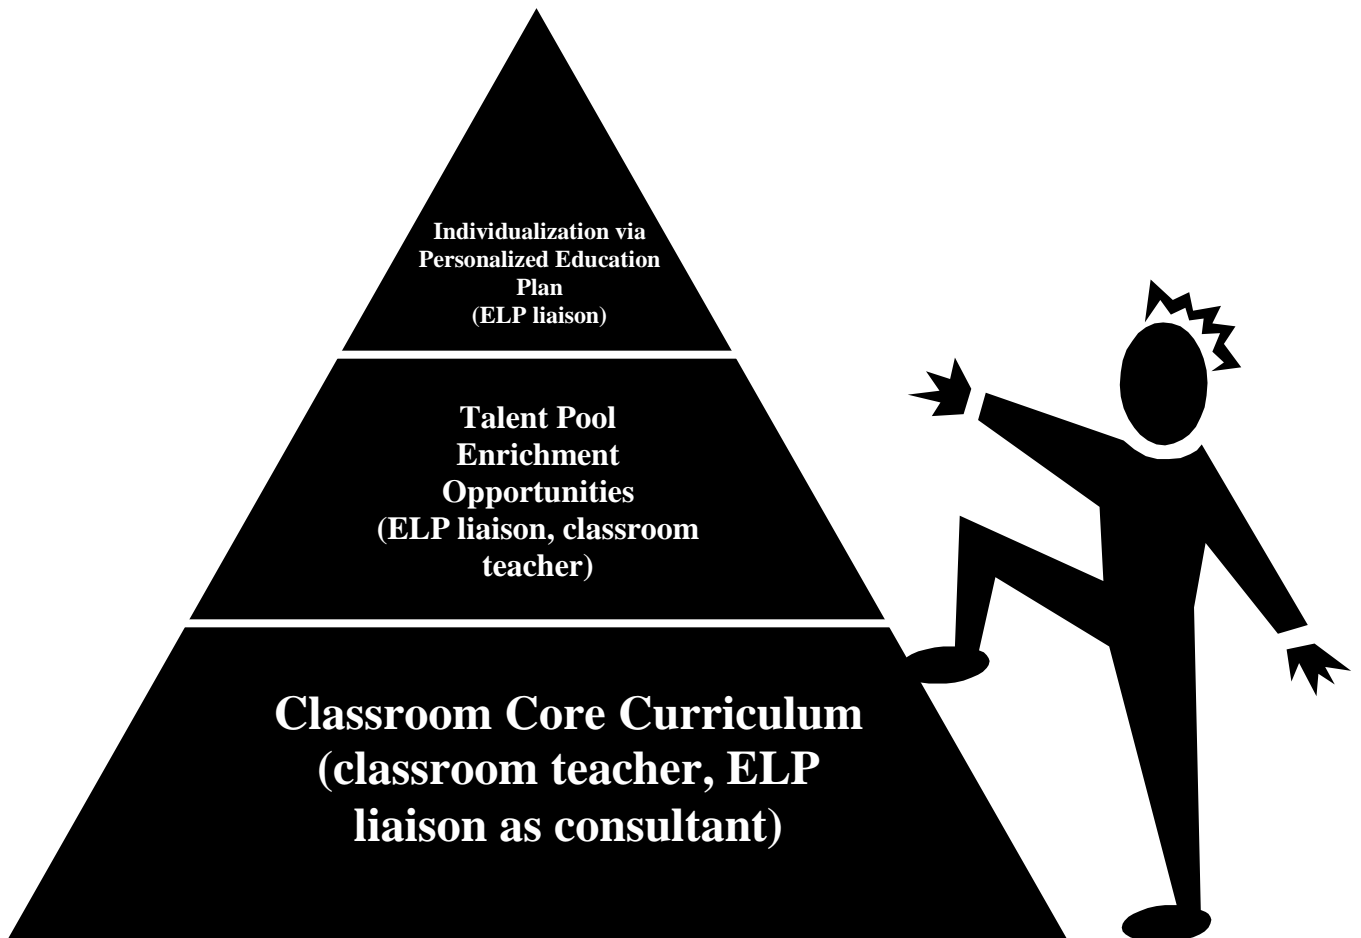 Individualization via
Personalized Education
Plan
(ELP liaison)
Talent Pool
Enrichment
Opportunities
(ELP liaison, classroom
teacher)
Classroom Core Curriculum
(classroom teacher, ELP
liaison as consultant)